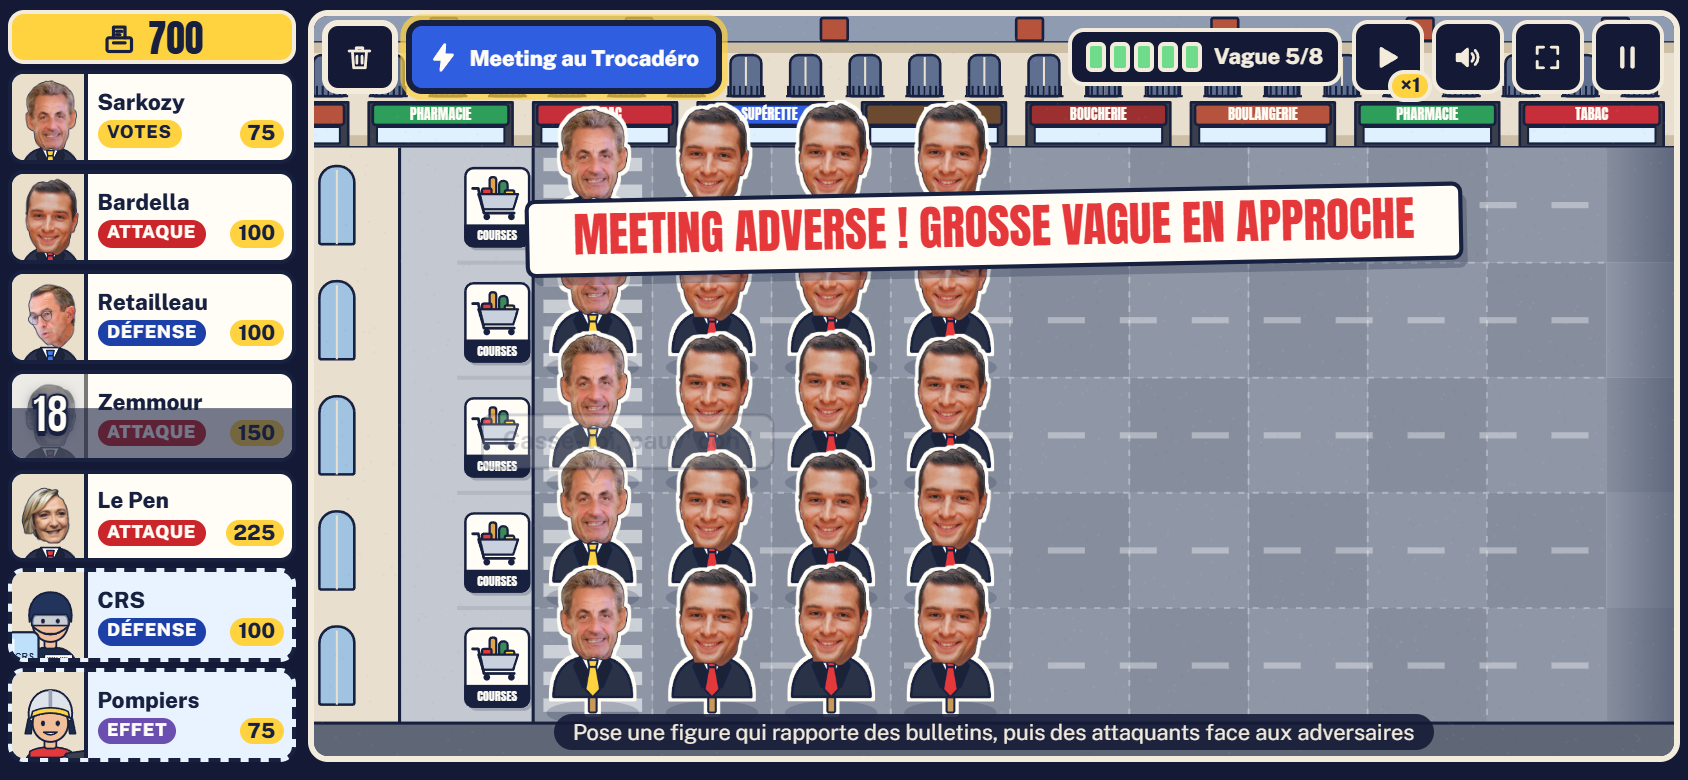 700
Meeting au Trocadéro
Vague 5/8
×1
Sarkozy
VOTES
75
Bardella
ATTAQUE
100
Retailleau
DÉFENSE
100
18
Zemmour
ATTAQUE
150
Le Pen
ATTAQUE
225
CRS
DÉFENSE
100
CRS
Pompiers
EFFET
75
PHARMACIE
SUPÉRETTE
BOUCHERIE
BOULANGERIE
PHARMACIE
TABAC
MEETING ADVERSE ! GROSSE VAGUE EN APPROCHE
COURSES
COURSES
COURSES
COURSES
COURSES
Pose une figure qui rapporte des bulletins, puis des attaquants face aux adversaires